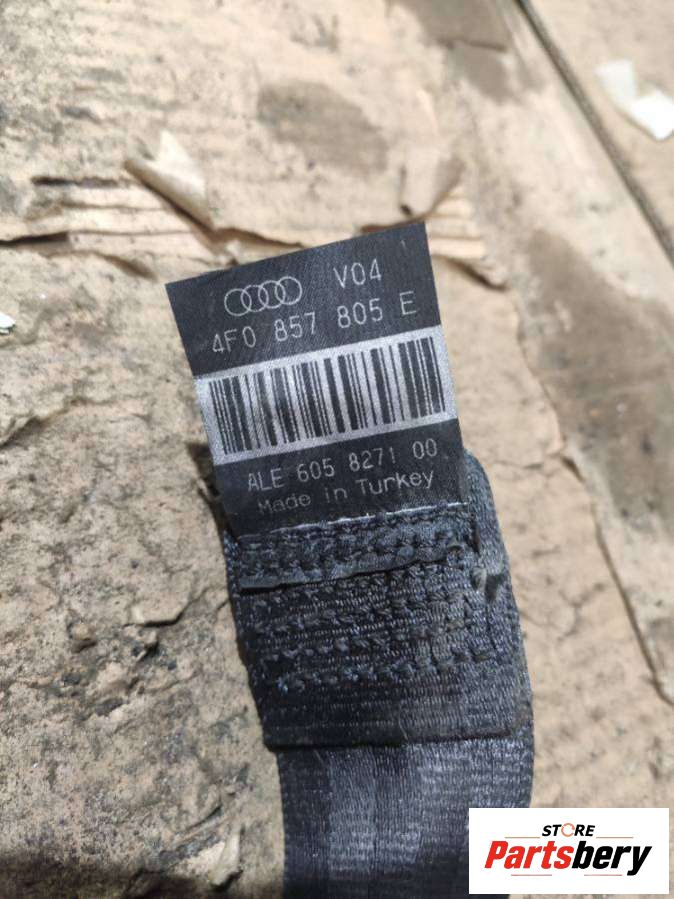 V04
4F0 857 805 E
ALE 605 8271 00
Made in Turkey
STORE
Partsbery